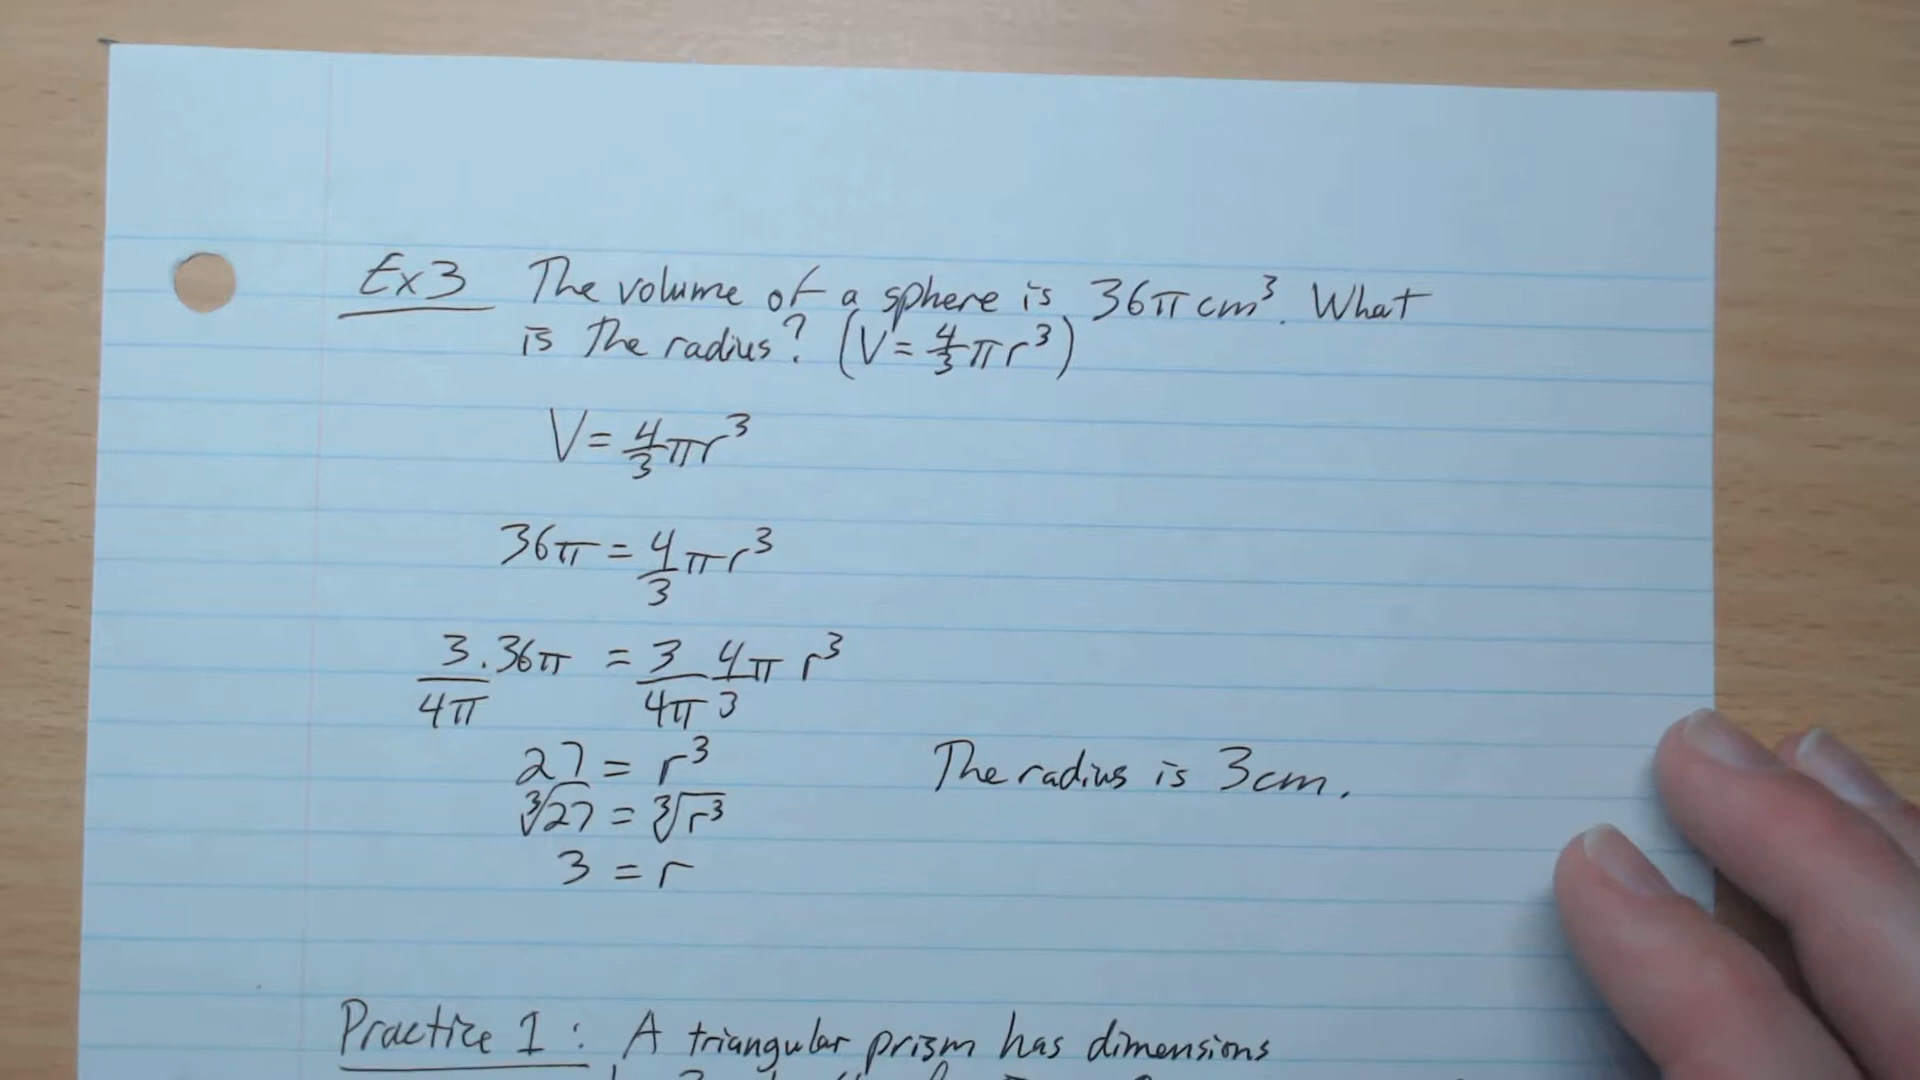 Ex3 The volume of a sphere is 36π cm³. What
is the radius? (V = 4/3 πr³)
V = 4/3 πr³
36π = 4/3 πr³
3/4π · 36π = 3/4π 4π/3 r³
27 = r³
∛27 = ∛r³
The radius is 3cm.
3 = r
Practice 1: A triangular prism has dimensions